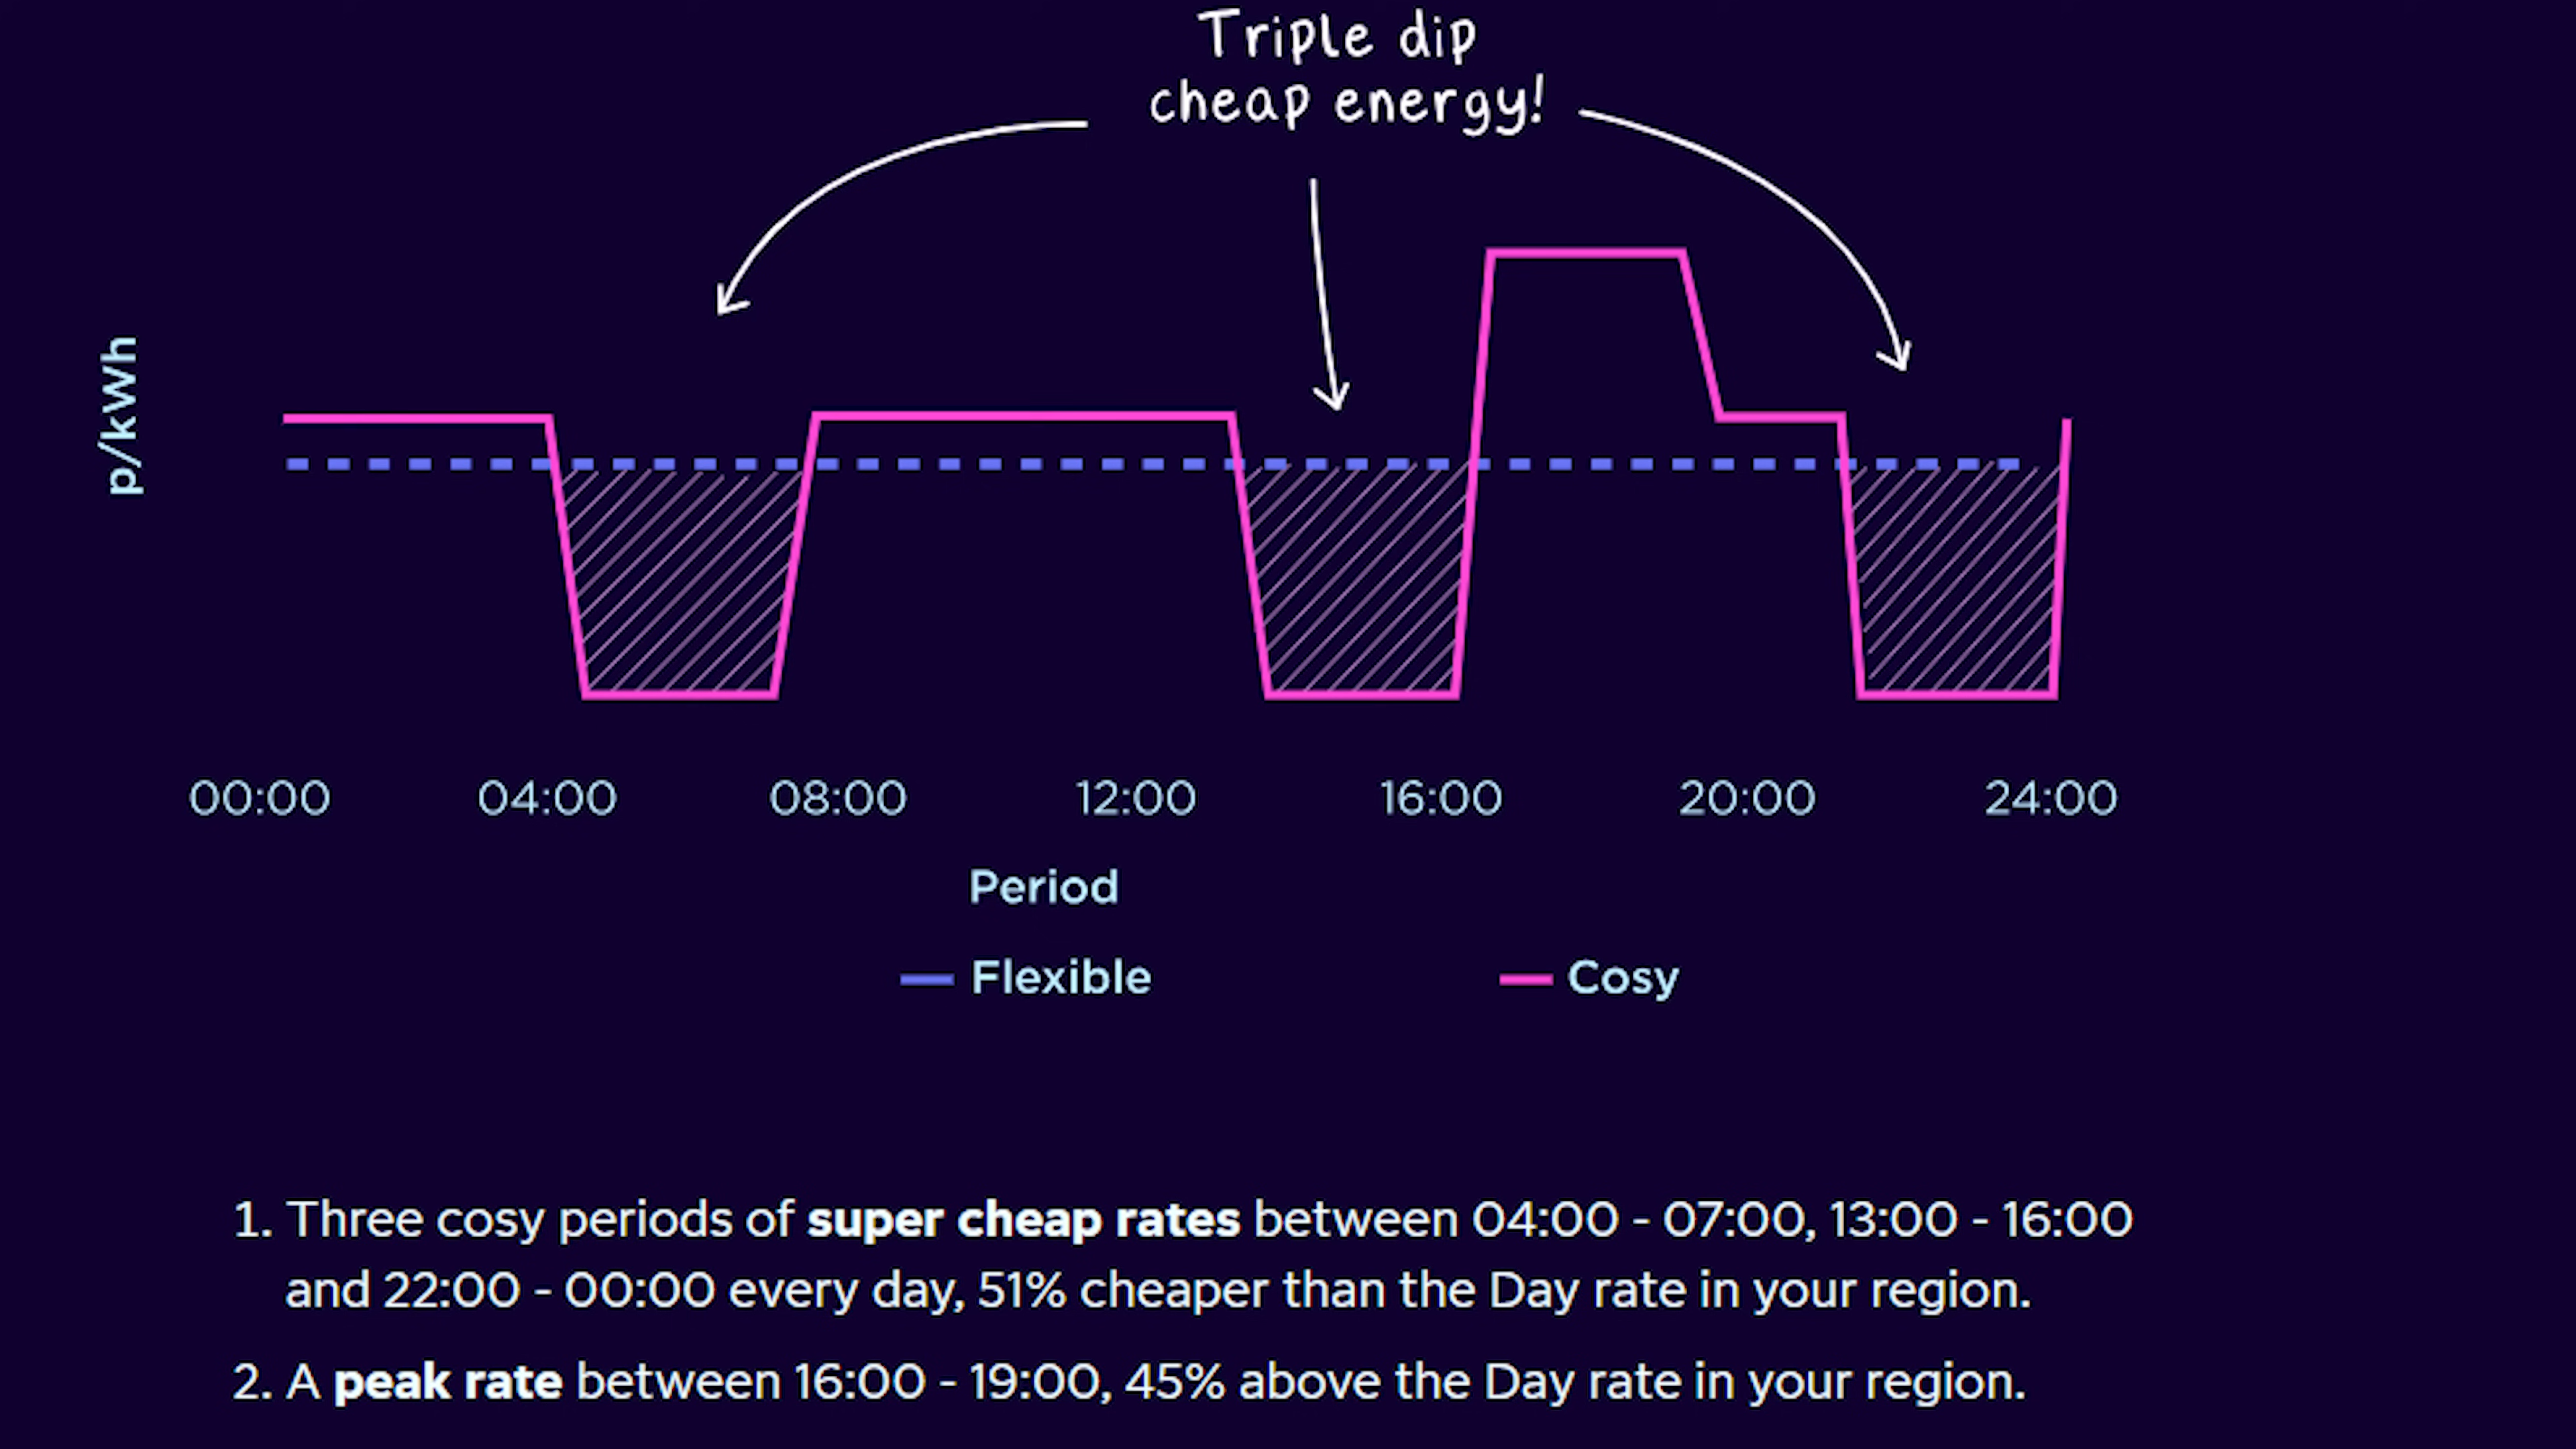 Triple dip
cheap energy!
p/kWh
00:00 04:00 08:00 12:00 16:00 20:00 24:00
Period
Flexible Cosy
1. Three cosy periods of super cheap rates between 04:00 - 07:00, 13:00 - 16:00
and 22:00 - 00:00 every day, 51% cheaper than the Day rate in your region.
2. A peak rate between 16:00 - 19:00, 45% above the Day rate in your region.